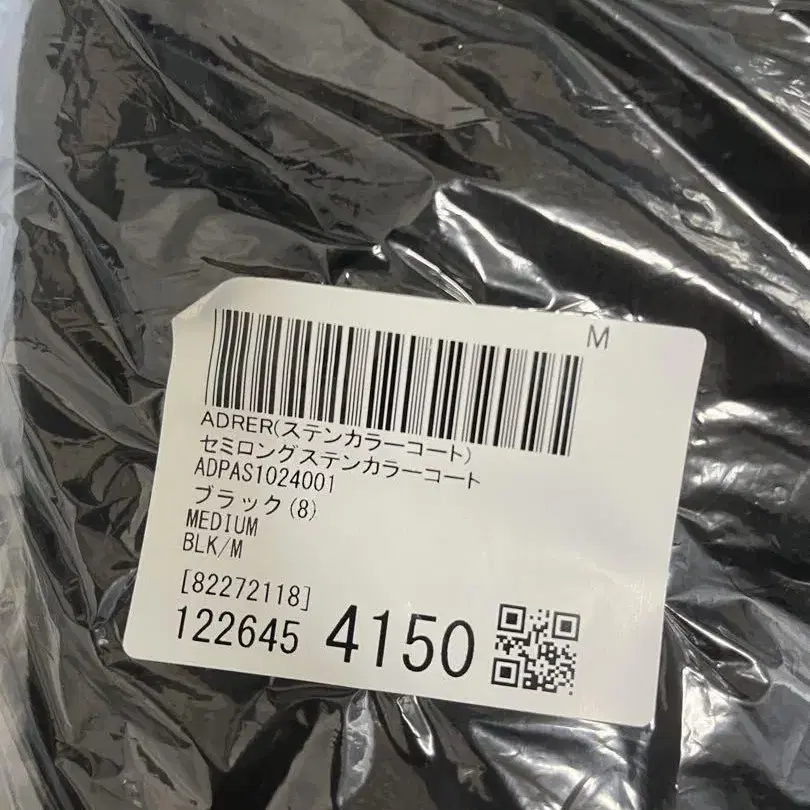 M
ADRER(ステンカラーコート)
セミロングステンカラーコート
ADPAS1024001
ブラック(8)
MEDIUM
BLK/M
[82272118]
122645 4150